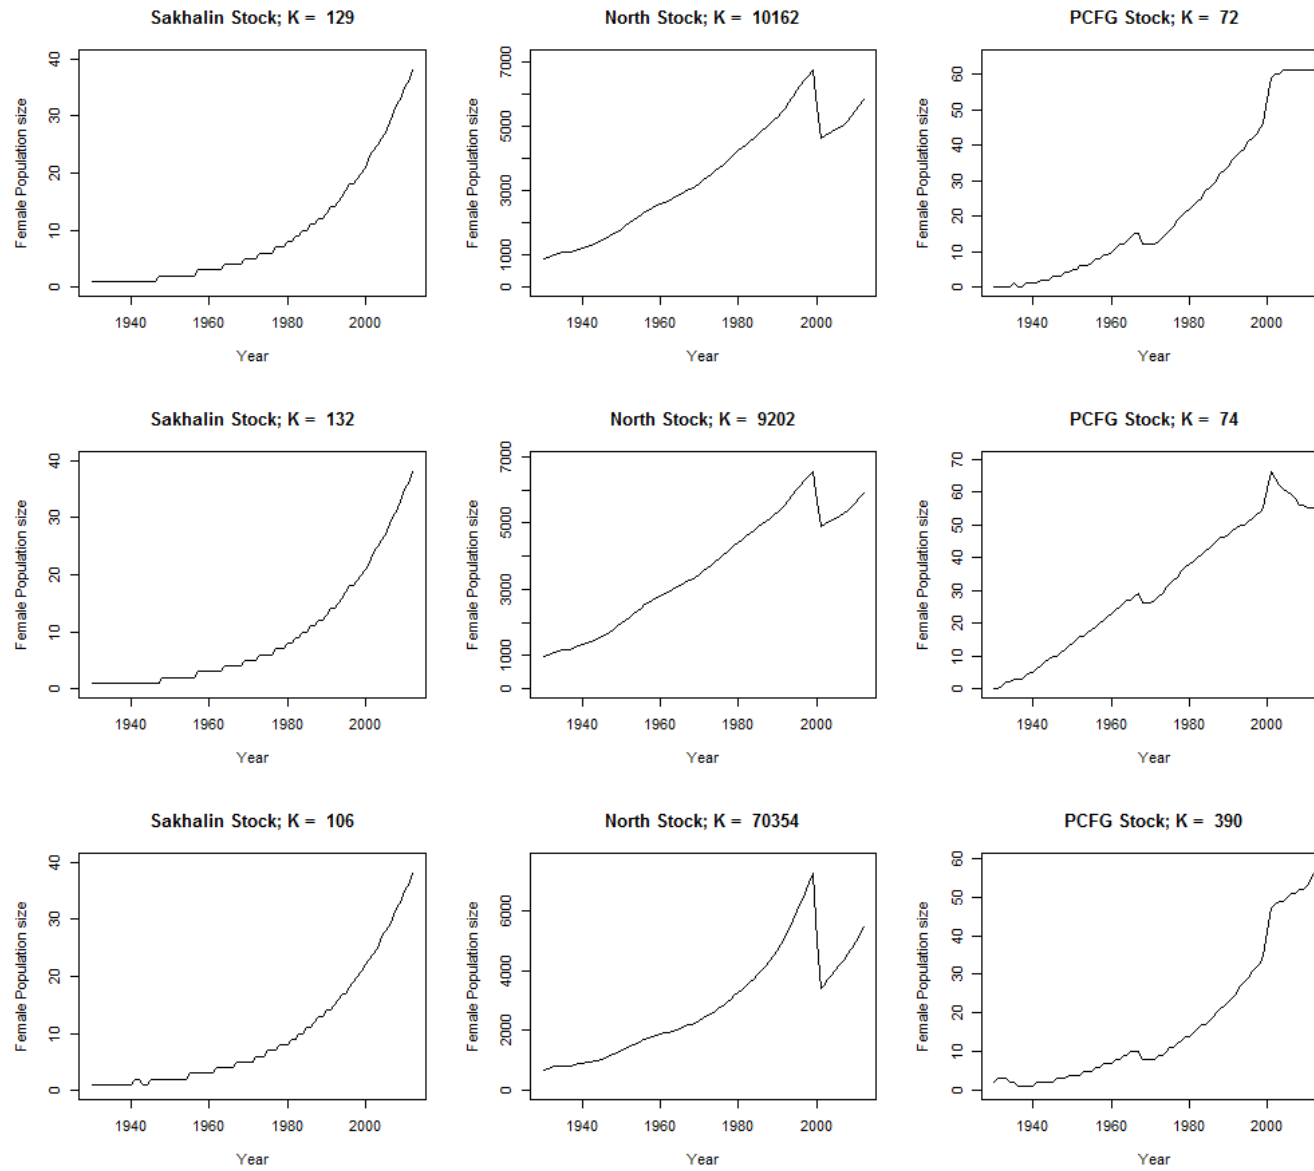 Sakhalin Stock; K = 129
North Stock; K = 10162
PCFG Stock; K = 72
Female Population size
0 10 20 30 40
1940 1960 1980 2000
Year
Female Population size
0 1000 3000 5000 7000
1940 1960 1980 2000
Year
Female Population size
0 10 20 30 40 50 60
1940 1960 1980 2000
Year
Sakhalin Stock; K = 132
North Stock; K = 9202
PCFG Stock; K = 74
Female Population size
0 10 20 30 40
1940 1960 1980 2000
Year
Female Population size
0 1000 3000 5000 7000
1940 1960 1980 2000
Year
Female Population size
0 10 20 30 40 50 60 70
1940 1960 1980 2000
Year
Sakhalin Stock; K = 106
North Stock; K = 70354
PCFG Stock; K = 390
Female Population size
0 10 20 30 40
1940 1960 1980 2000
Year
Female Population size
0 2000 4000 6000
1940 1960 1980 2000
Year
Female Population size
0 10 20 30 40 50 60
1940 1960 1980 2000
Year